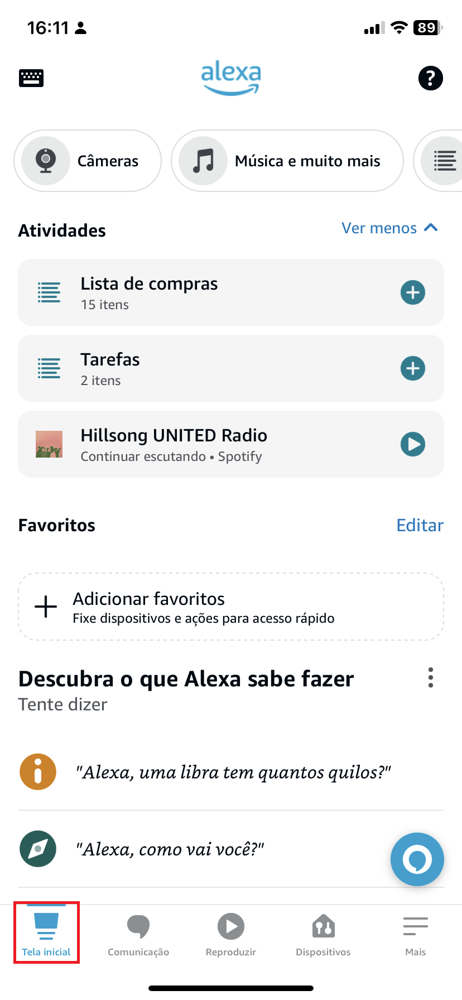 16:11
89
alexa
?
Câmeras
Música e muito mais
Atividades
Ver menos
Lista de compras
15 itens
Tarefas
2 itens
Hillsong UNITED Radio
Continuar escutando • Spotify
Favoritos
Editar
Adicionar favoritos
Fixe dispositivos e ações para acesso rápido
Descubra o que Alexa sabe fazer
Tente dizer
"Alexa, uma libra tem quantos quilos?"
"Alexa, como vai você?"
Tela inicial
Comunicação
Reproduzir
Dispositivos
Mais